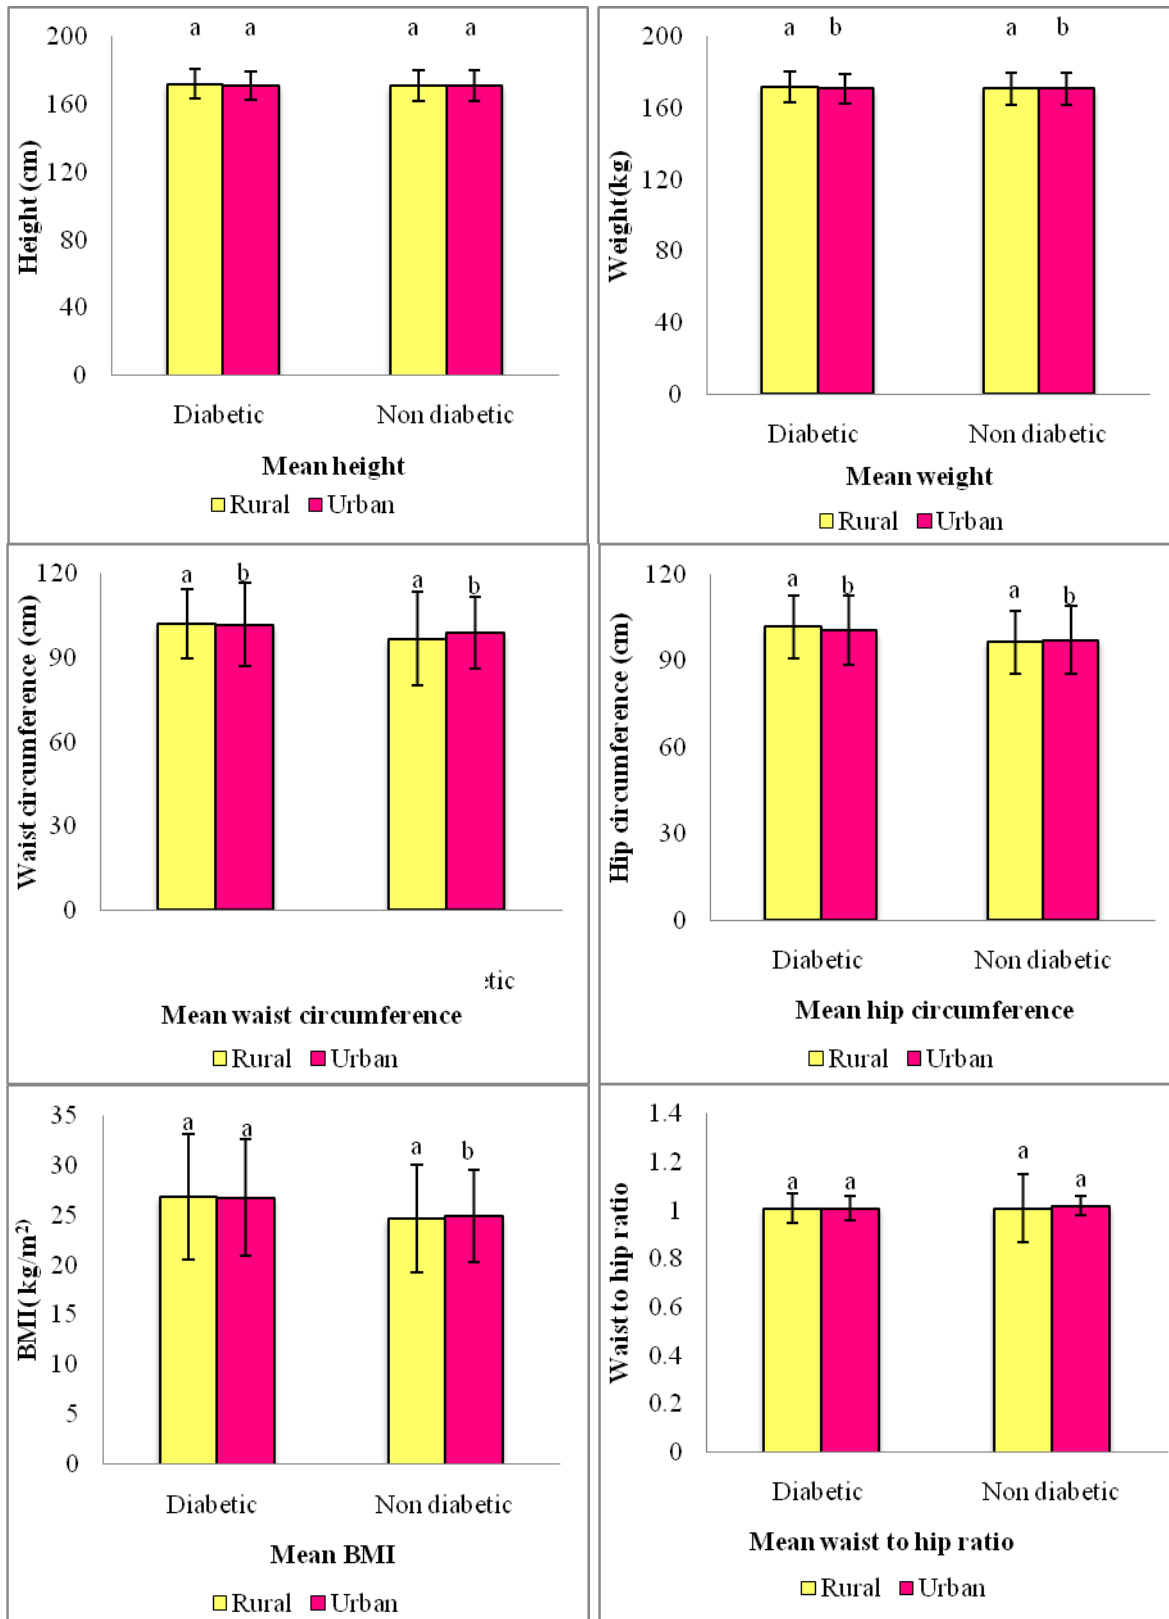 a a a a
200
160
120
80
40
0
Height (cm)
Diabetic Non diabetic
Mean height
Rural Urban
a b a b
200
160
120
80
40
0
Weight(kg)
Diabetic Non diabetic
Mean weight
Rural Urban
a b a b
120
90
60
30
0
Waist circumference (cm)
etic
Mean waist circumference
Rural Urban
a b a b
120
90
60
30
0
Hip circumference (cm)
Diabetic Non diabetic
Mean hip circumference
Rural Urban
a a a b
35
30
25
20
15
10
5
0
BMI( kg/m²)
Diabetic Non diabetic
Mean BMI
Rural Urban
a a a a
1.4
1.2
1
0.8
0.6
0.4
0.2
0
Waist to hip ratio
Diabetic Non diabetic
Mean waist to hip ratio
Rural Urban